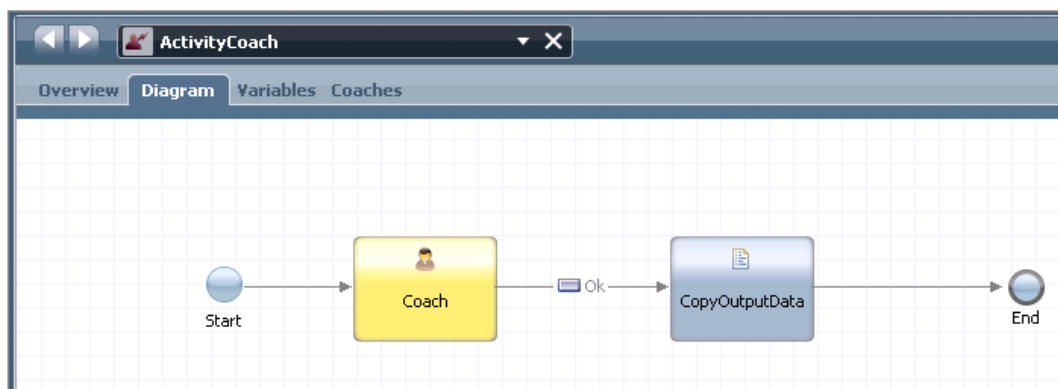 ActivityCoach
Overview Diagram Variables Coaches
Start
Coach
Ok
CopyOutputData
End